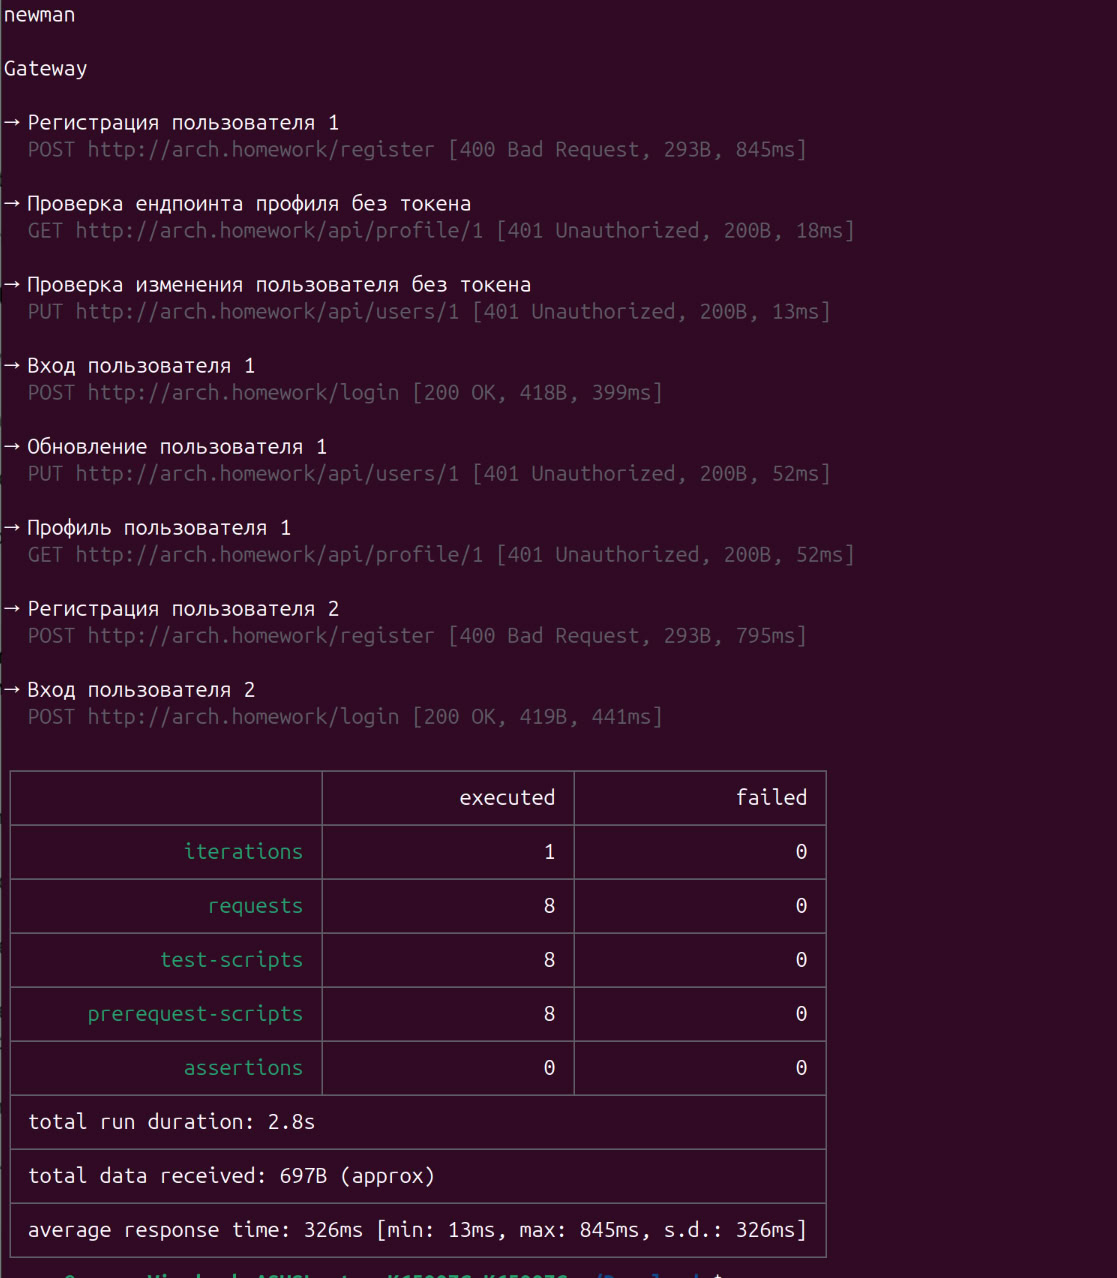 newman
Gateway
→ Регистрация пользователя 1
POST http://arch.homework/register [400 Bad Request, 293B, 845ms]
→ Проверка ендпоинта профиля без токена
GET http://arch.homework/api/profile/1 [401 Unauthorized, 200B, 18ms]
→ Проверка изменения пользователя без токена
PUT http://arch.homework/api/users/1 [401 Unauthorized, 200B, 13ms]
→ Вход пользователя 1
POST http://arch.homework/login [200 OK, 418B, 399ms]
→ Обновление пользователя 1
PUT http://arch.homework/api/users/1 [401 Unauthorized, 200B, 52ms]
→ Профиль пользователя 1
GET http://arch.homework/api/profile/1 [401 Unauthorized, 200B, 52ms]
→ Регистрация пользователя 2
POST http://arch.homework/register [400 Bad Request, 293B, 795ms]
→ Вход пользователя 2
POST http://arch.homework/login [200 OK, 419B, 441ms]
executed failed
iterations 1 0
requests 8 0
test-scripts 8 0
prerequest-scripts 8 0
assertions 0 0
total run duration: 2.8s
total data received: 697B (approx)
average response time: 326ms [min: 13ms, max: 845ms, s.d.: 326ms]